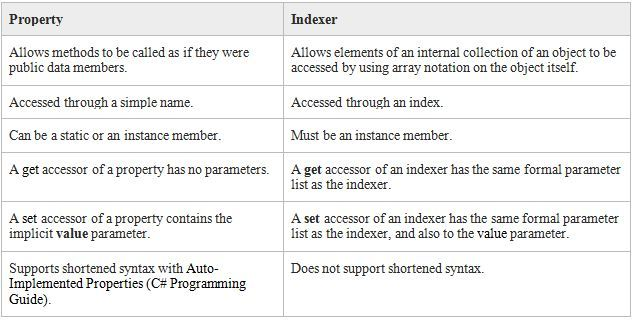 Property Indexer
Allows methods to be called as if they were
public data members.
Allows elements of an internal collection of an object to be
accessed by using array notation on the object itself.
Accessed through a simple name. Accessed through an index.
Can be a static or an instance member. Must be an instance member.
A get accessor of a property has no parameters.
A get accessor of an indexer has the same formal parameter
list as the indexer.
A set accessor of a property contains the
implicit value parameter.
A set accessor of an indexer has the same formal parameter
list as the indexer, and also to the value parameter.
Supports shortened syntax with Auto-
Implemented Properties (C# Programming
Guide).
Does not support shortened syntax.